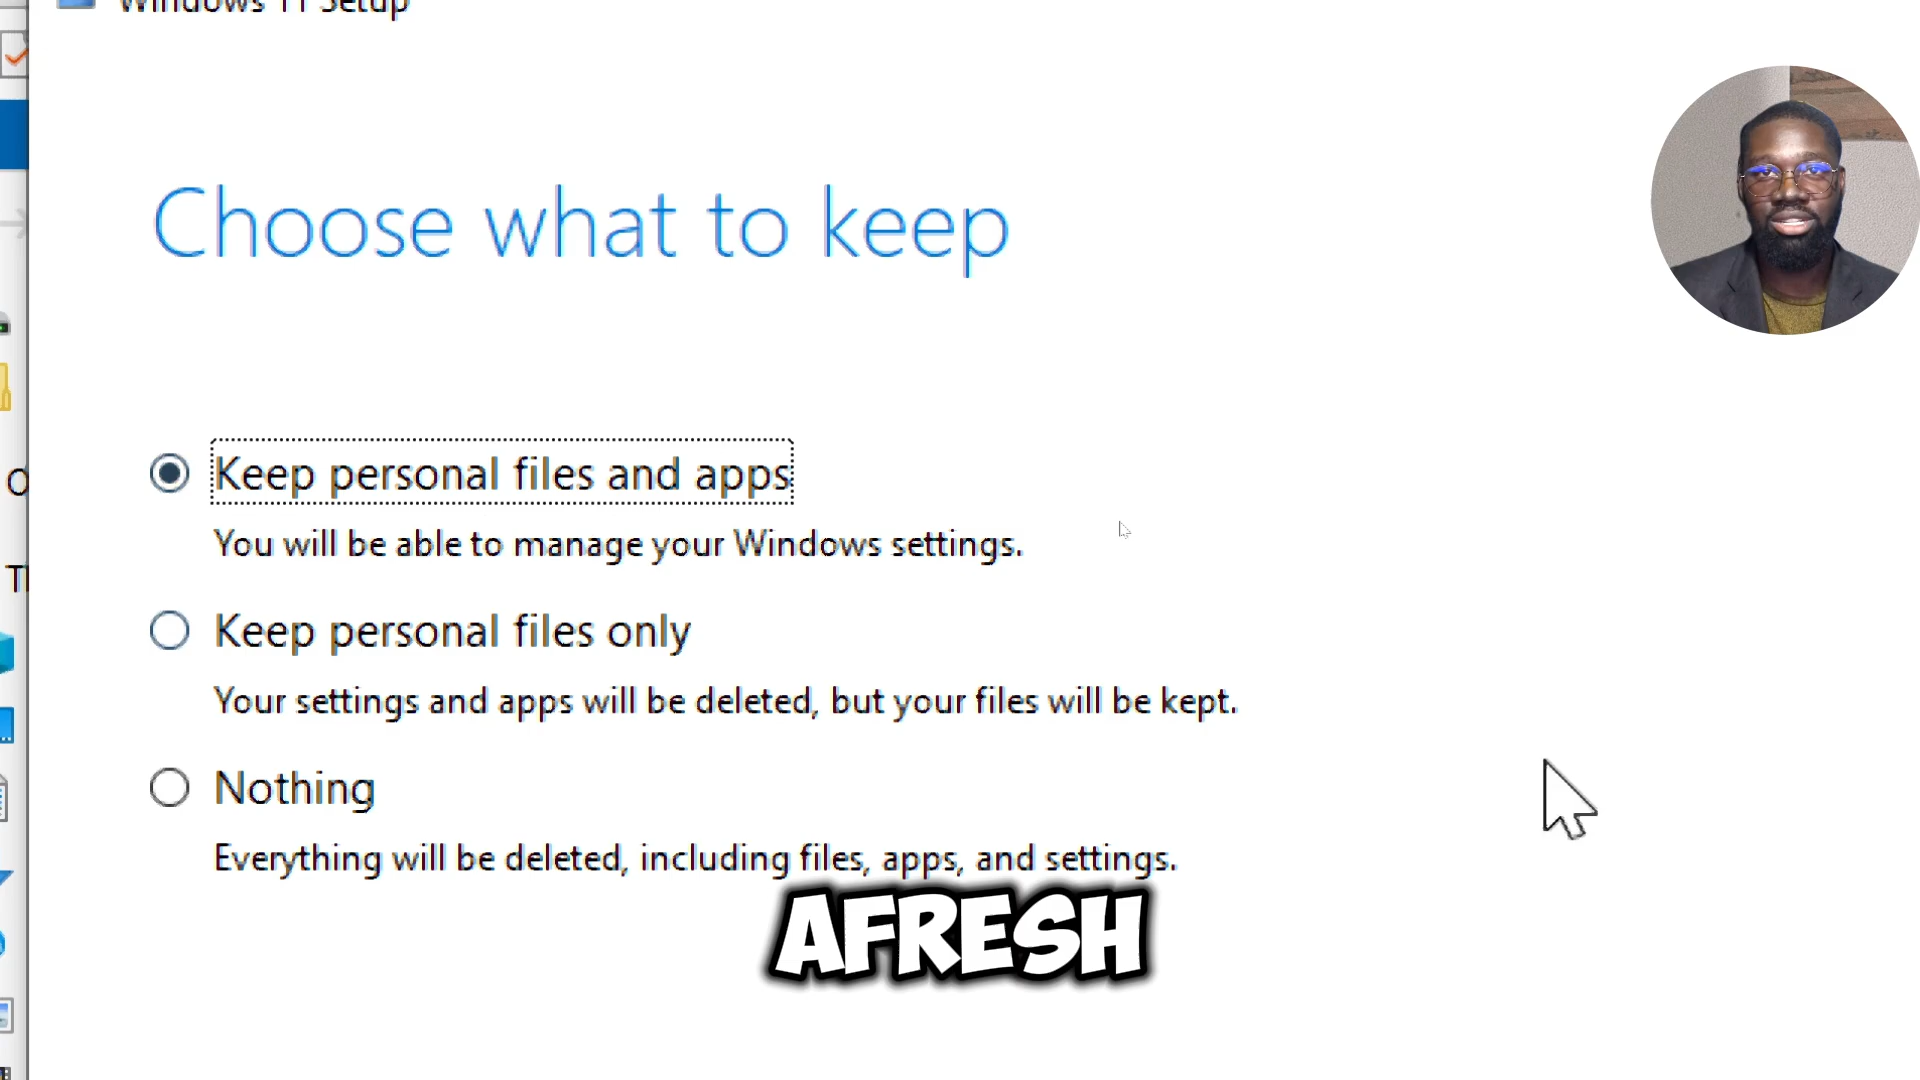 Windows 11 Setup
Choose what to keep
Keep personal files and apps
You will be able to manage your Windows settings.
Keep personal files only
Your settings and apps will be deleted, but your files will be kept.
Nothing
Everything will be deleted, including files, apps, and settings.
AFRESH